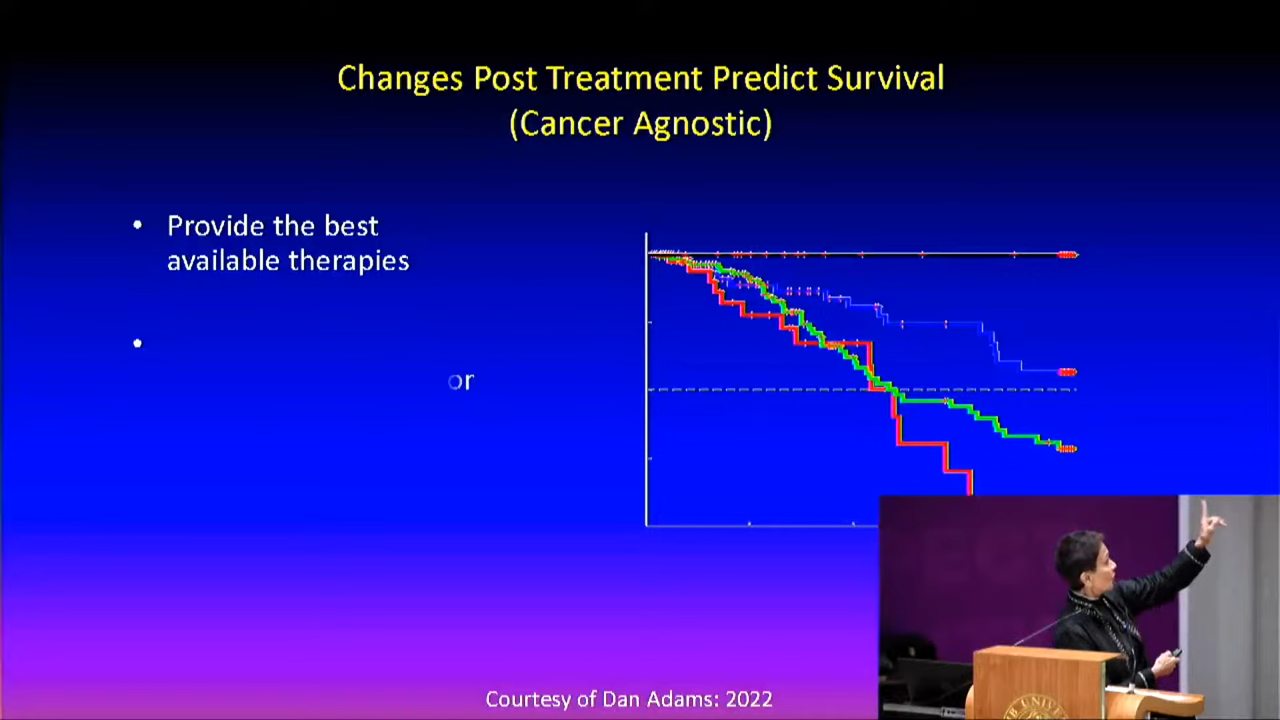 Changes Post Treatment Predict Survival
(Cancer Agnostic)
• Provide the best
available therapies
•
or
Courtesy of Dan Adams: 2022